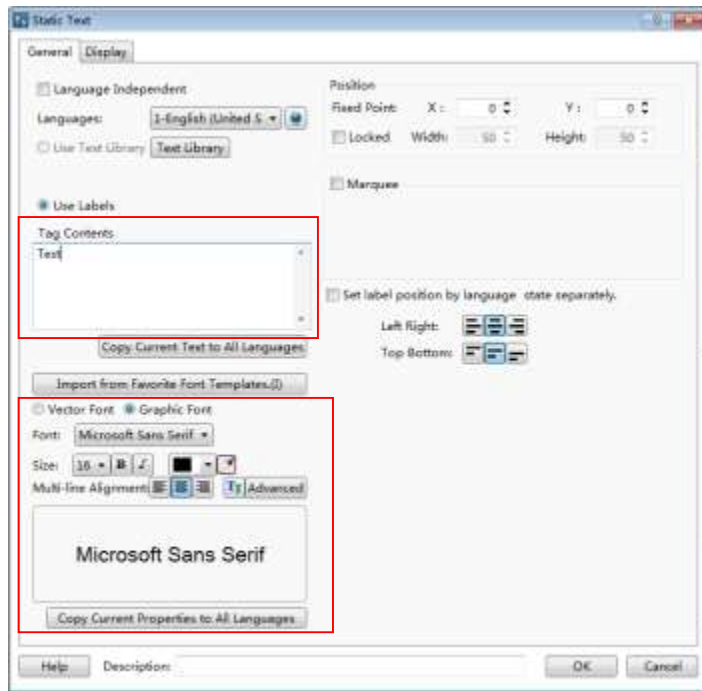 Static Text
General Display
Language Independent
Languages: 1-English (United S
Use Text Library Text Library
Use Labels
Tag Contents
Text
Copy Current Text to All Languages
Import from Favorite Font Templates.(I)
Vector Font Graphic Font
Font: Microsoft Sans Serif
Size: 16 B I
Multi-line Alignment: Advanced
Microsoft Sans Serif
Copy Current Properties to All Languages
Position
Fixed Point: X: 0 Y: 0
Locked Width: 50 Height: 50
Marquee
Set label position by language state separately.
Left Right:
Top Bottom:
Help Description: OK Cancel